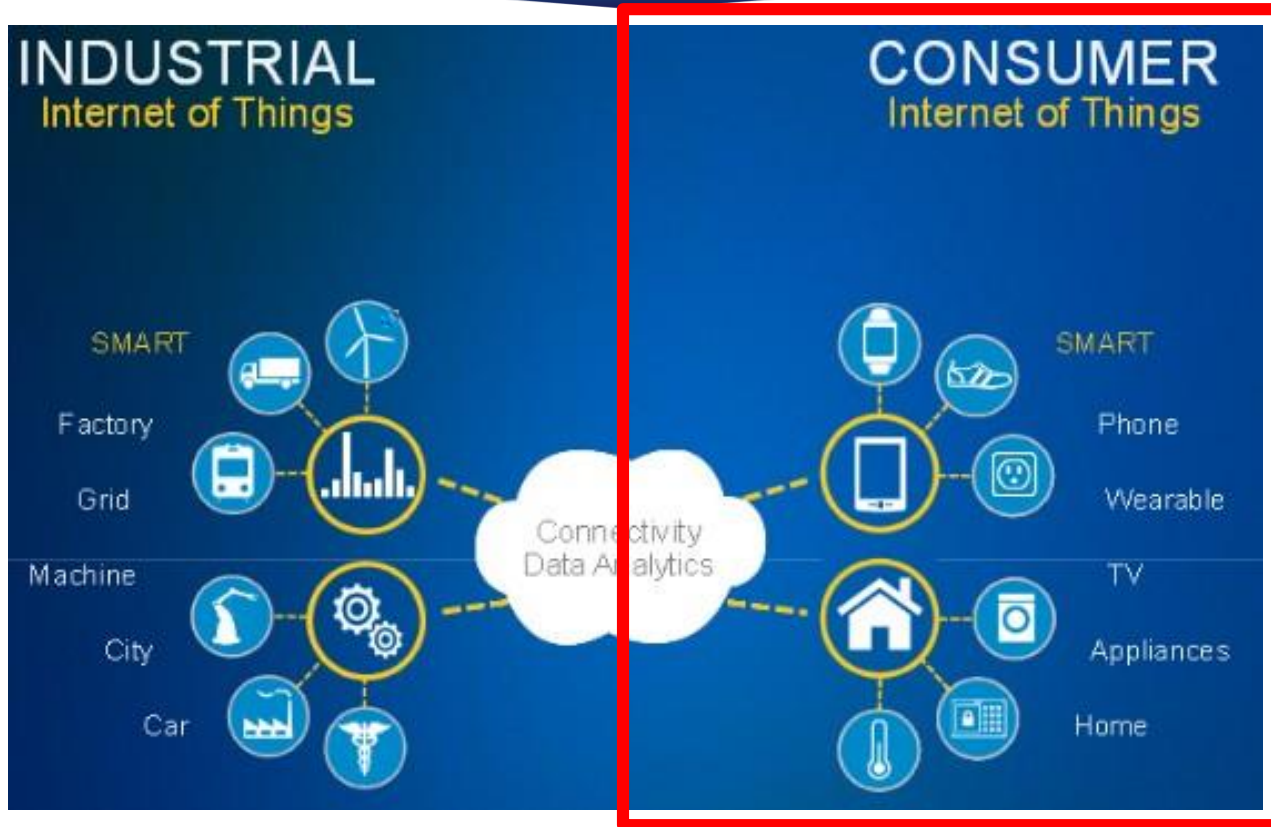 INDUSTRIAL
Internet of Things
SMART
Factory
Grid
Machine
City
Car
Connectivity
Data Analytics
CONSUMER
Internet of Things
SMART
Phone
Wearable
TV
Appliances
Home